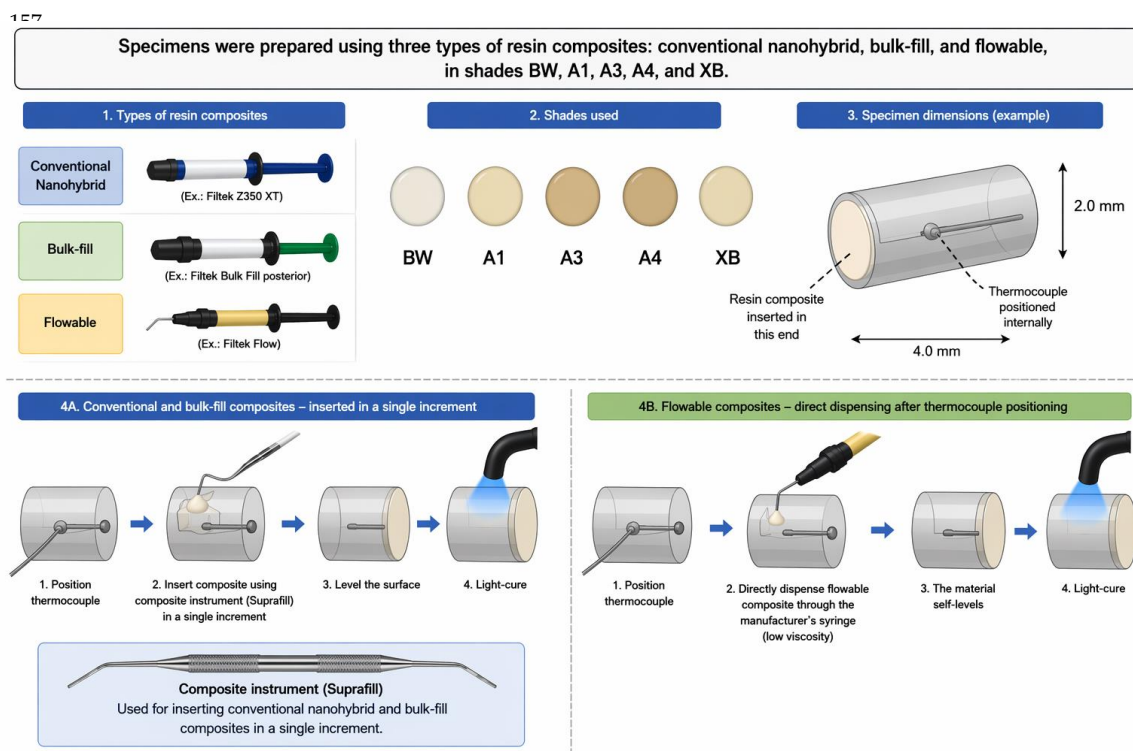 Specimens were prepared using three types of resin composites: conventional nanohybrid, bulk-fill, and flowable,
in shades BW, A1, A3, A4, and XB.
1. Types of resin composites
Conventional
Nanohybrid
(Ex.: Filtek Z350 XT)
Bulk-fill
(Ex.: Filtek Bulk Fill posterior)
Flowable
(Ex.: Filtek Flow)
2. Shades used
BW
A1
A3
A4
XB
3. Specimen dimensions (example)
2.0 mm
Resin composite
inserted in
this end
Thermocouple
positioned
internally
4.0 mm
4A. Conventional and bulk-fill composites – inserted in a single increment
1. Position
thermocouple
2. Insert composite using
composite instrument (Suprafill)
in a single increment
3. Level the surface
4. Light-cure
Composite instrument (Suprafill)
Used for inserting conventional nanohybrid and bulk-fill
composites in a single increment.
4B. Flowable composites – direct dispensing after thermocouple positioning
1. Position
thermocouple
2. Directly dispense flowable
composite through the
manufacturer's syringe
(low viscosity)
3. The material
self-levels
4. Light-cure